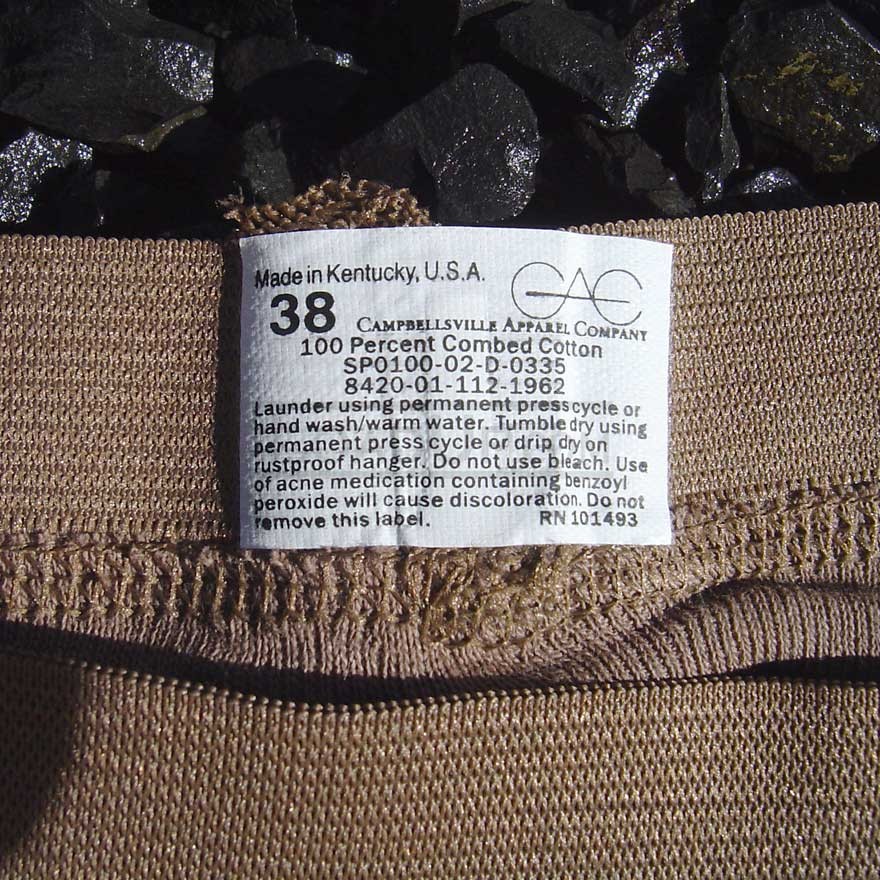 Made in Kentucky, U.S.A.
CAC
38 CAMPBELLSVILLE APPAREL COMPANY
100 Percent Combed Cotton
SP0100-02-D-0335
8420-01-112-1962
Launder using permanent press cycle or
hand wash/warm water. Tumble dry using
permanent press cycle or drip dry on
rustproof hanger. Do not use bleach. Use
of acne medication containing benzoyl
peroxide will cause discoloration. Do not
remove this label. RN 101493